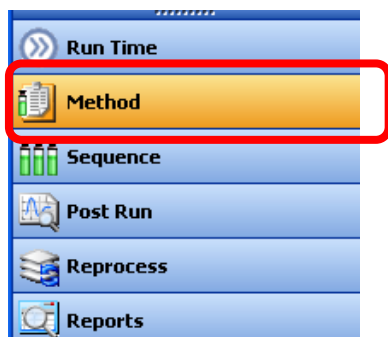 Run Time
Method
Sequence
Post Run
Reprocess
Reports